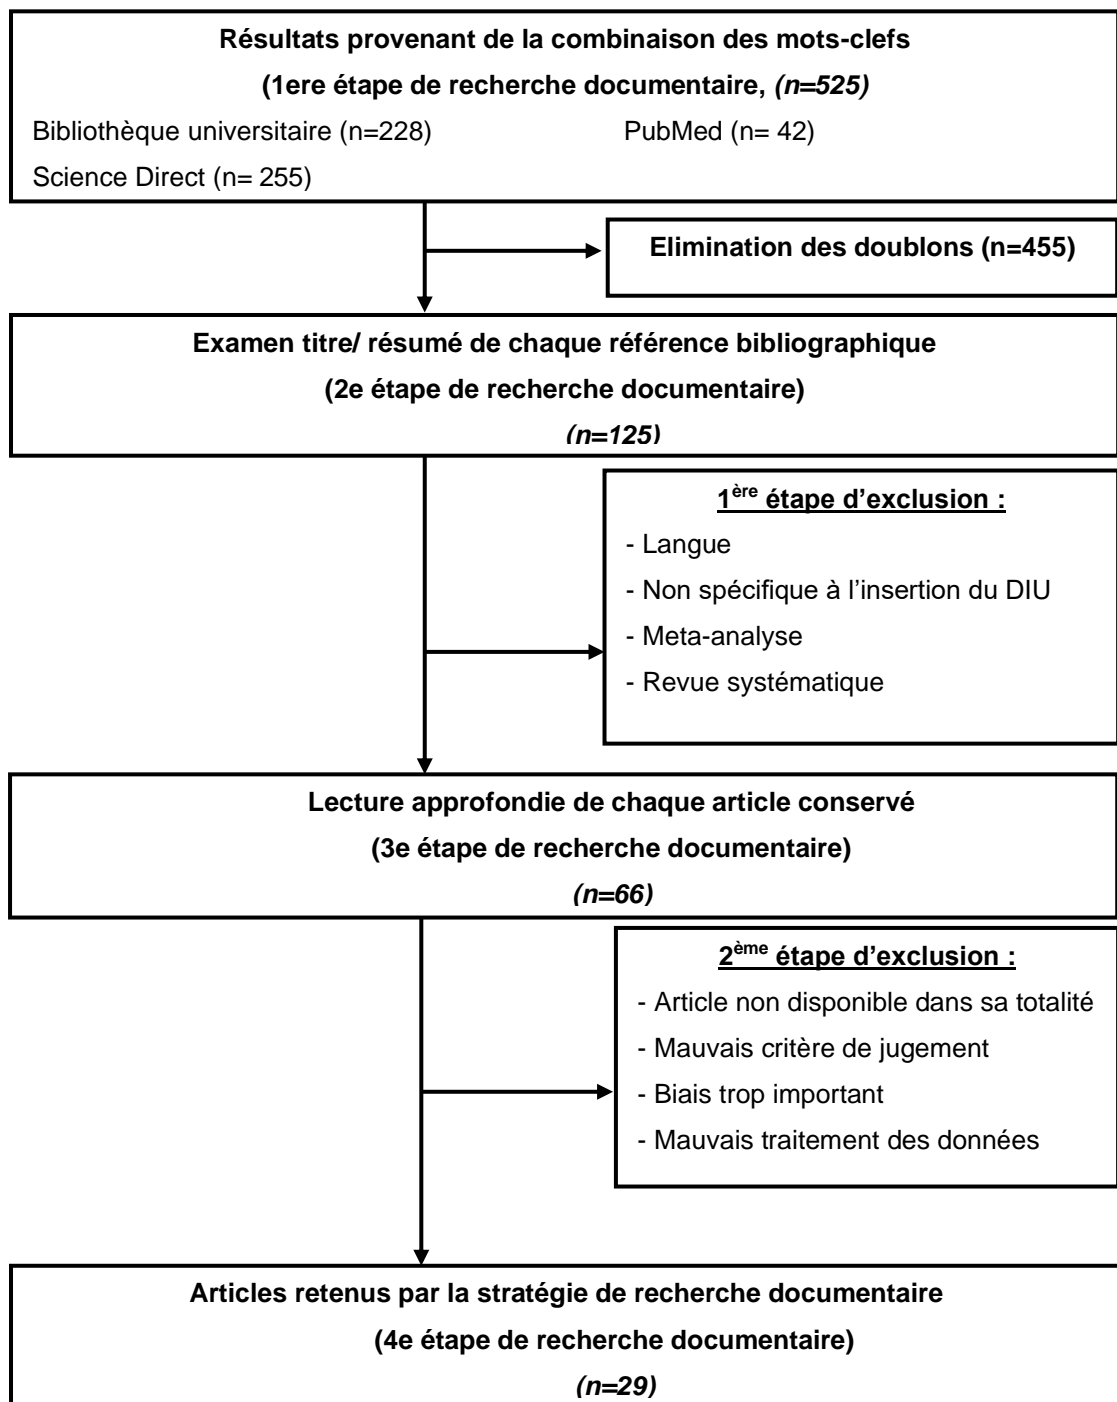 Résultats provenant de la combinaison des mots-clefs
(1ere étape de recherche documentaire, (n=525)
Bibliothèque universitaire (n=228) PubMed (n= 42)
Science Direct (n= 255)
Elimination des doublons (n=455)
Examen titre/ résumé de chaque référence bibliographique
(2e étape de recherche documentaire)
(n=125)
1ère étape d’exclusion :
- Langue
- Non spécifique à l’insertion du DIU
- Meta-analyse
- Revue systématique
Lecture approfondie de chaque article conservé
(3e étape de recherche documentaire)
(n=66)
2ème étape d’exclusion :
- Article non disponible dans sa totalité
- Mauvais critère de jugement
- Biais trop important
- Mauvais traitement des données
Articles retenus par la stratégie de recherche documentaire
(4e étape de recherche documentaire)
(n=29)